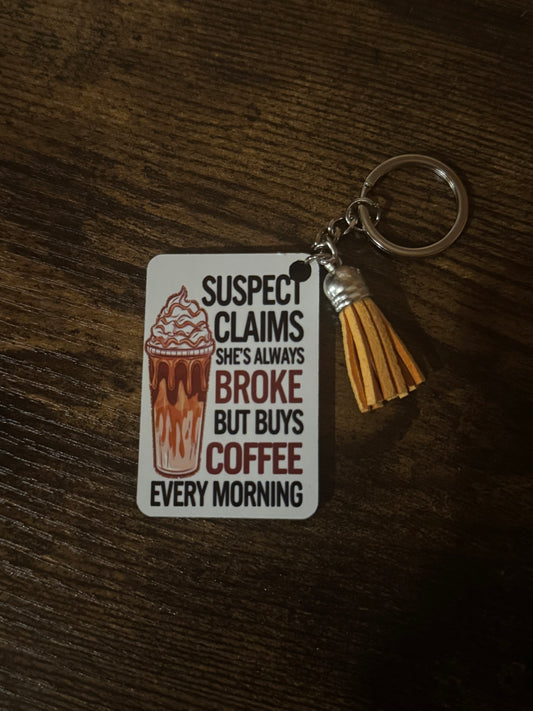 SUSPECT
CLAIMS
SHE'S ALWAYS
BROKE
BUT BUYS
COFFEE
EVERY MORNING